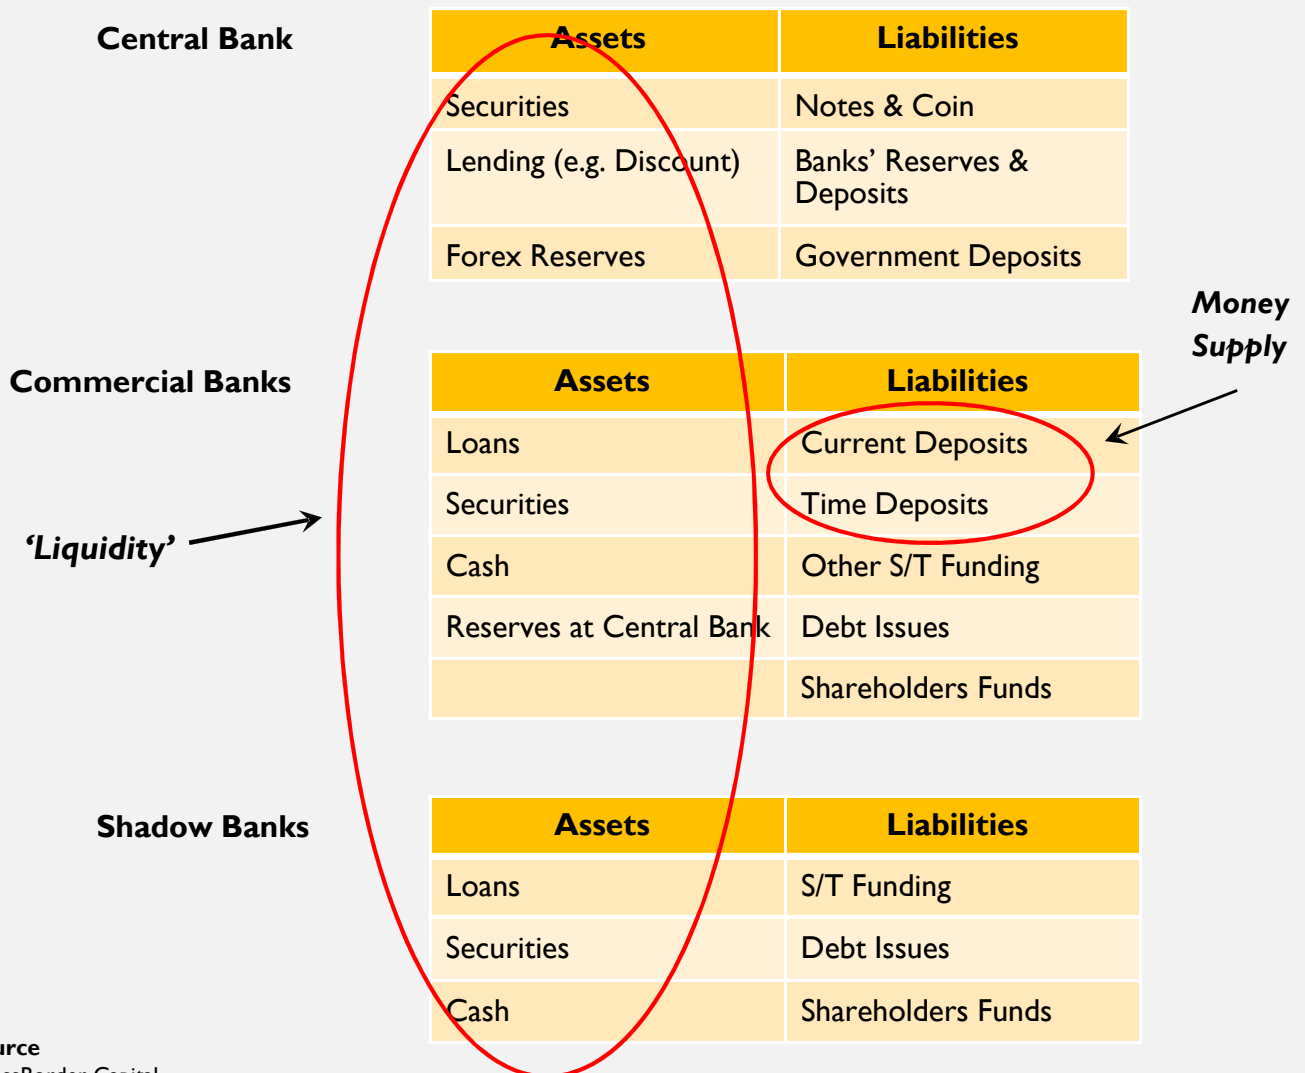 Central Bank
Assets Liabilities
Securities Notes & Coin
Lending (e.g. Discount) Banks’ Reserves &
Deposits
Forex Reserves Government Deposits
Money
Supply
Commercial Banks
Assets Liabilities
Loans Current Deposits
Securities Time Deposits
‘Liquidity’
Cash Other S/T Funding
Reserves at Central Bank Debt Issues
Shareholders Funds
Shadow Banks
Assets Liabilities
Loans S/T Funding
Securities Debt Issues
Cash Shareholders Funds